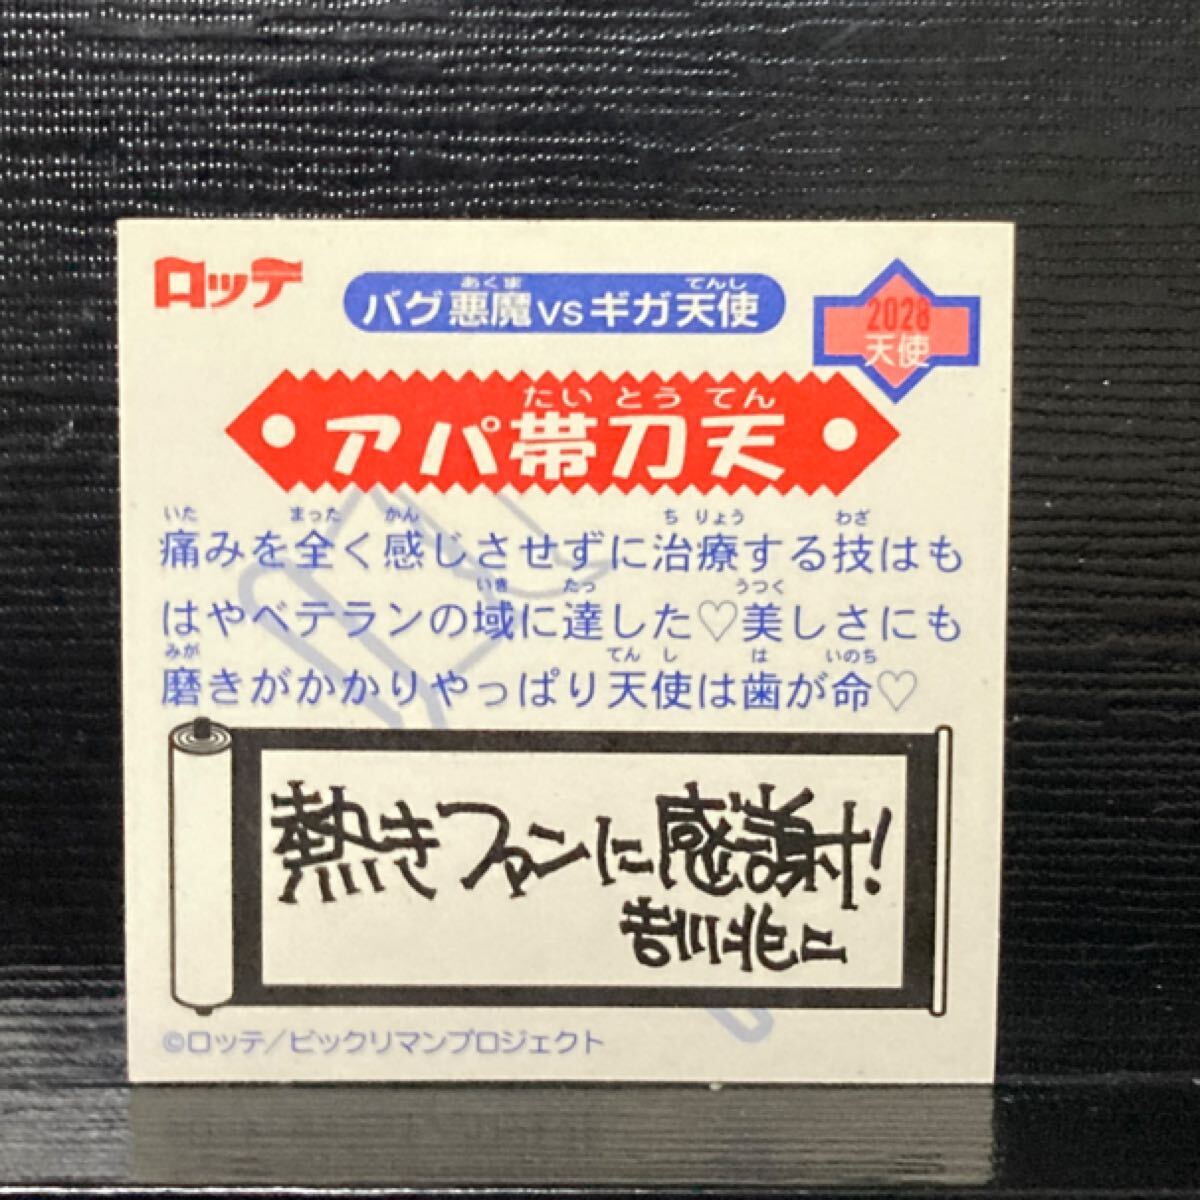 ロッテ
バグ悪魔vsギガ天使
あくま てんし
2028
天使
たいとうてん
アパ帯刀天
いた まった かん ち りょう わざ
痛みを全く感じさせずに治療する技はも
いき たっ うつく
はやベテランの域に達した♡美しさにも
みが てん し は いのち
磨きがかかりやっぱり天使は歯が命♡
熱きファンに感謝
©ロッテ/ビックリマンプロジェクト